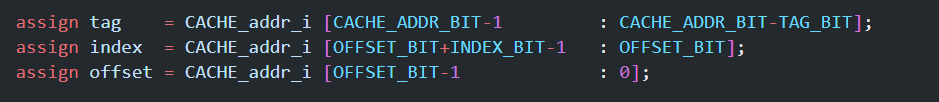 assign tag    = CACHE_addr_i [CACHE_ADDR_BIT-1         : CACHE_ADDR_BIT-TAG_BIT];
assign index  = CACHE_addr_i [OFFSET_BIT+INDEX_BIT-1   : OFFSET_BIT];
assign offset = CACHE_addr_i [OFFSET_BIT-1             : 0];